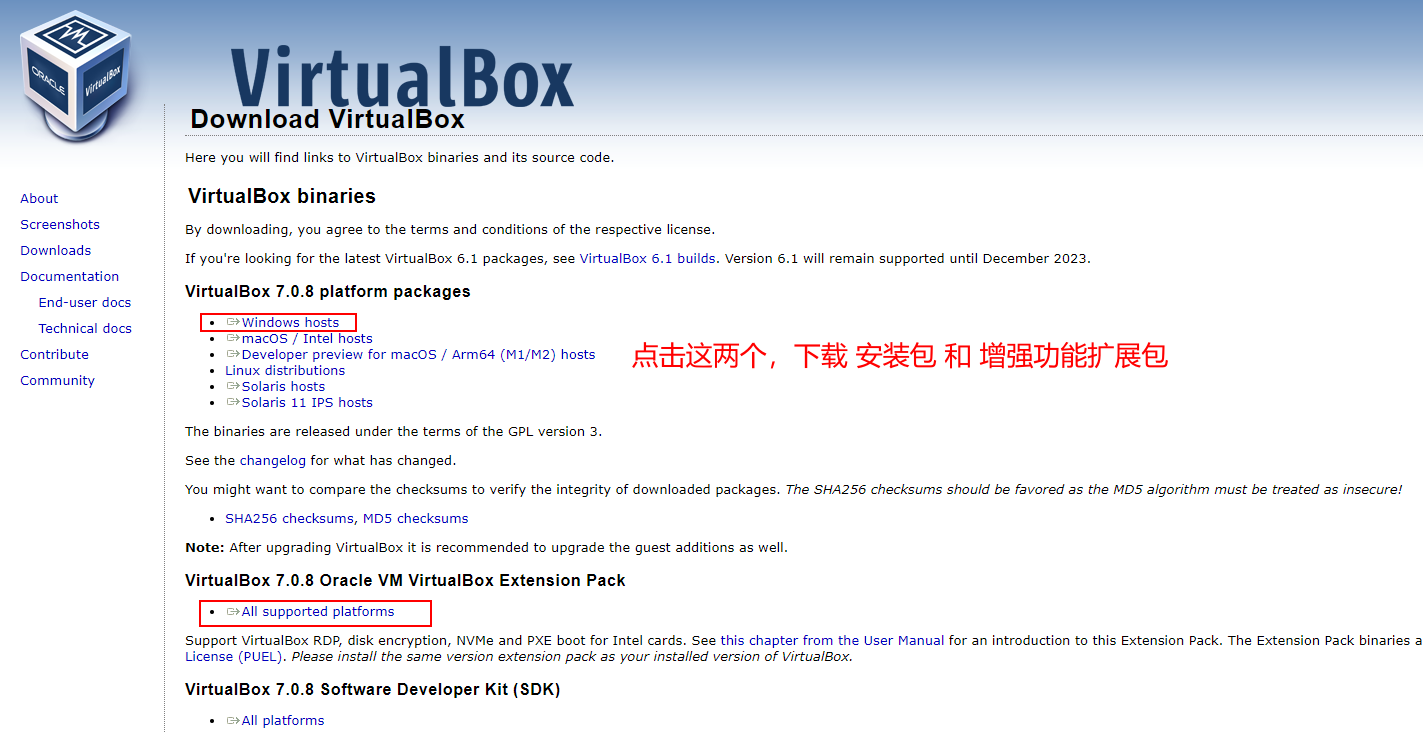 ORACLE
VirtualBox
VirtualBox
Download VirtualBox
Here you will find links to VirtualBox binaries and its source code.
About
Screenshots
Downloads
Documentation
End-user docs
Technical docs
Contribute
Community
VirtualBox binaries
By downloading, you agree to the terms and conditions of the respective license.
If you're looking for the latest VirtualBox 6.1 packages, see VirtualBox 6.1 builds. Version 6.1 will remain supported until December 2023.
VirtualBox 7.0.8 platform packages
Windows hosts
macOS / Intel hosts
Developer preview for macOS / Arm64 (M1/M2) hosts
Linux distributions
Solaris hosts
Solaris 11 IPS hosts
点击这两个，下载 安装包 和 增强功能扩展包
The binaries are released under the terms of the GPL version 3.
See the changelog for what has changed.
You might want to compare the checksums to verify the integrity of downloaded packages. The SHA256 checksums should be favored as the MD5 algorithm must be treated as insecure!
SHA256 checksums, MD5 checksums
Note: After upgrading VirtualBox it is recommended to upgrade the guest additions as well.
VirtualBox 7.0.8 Oracle VM VirtualBox Extension Pack
All supported platforms
Support VirtualBox RDP, disk encryption, NVMe and PXE boot for Intel cards. See this chapter from the User Manual for an introduction to this Extension Pack. The Extension Pack binaries a
License (PUEL). Please install the same version extension pack as your installed version of VirtualBox.
VirtualBox 7.0.8 Software Developer Kit (SDK)
All platforms